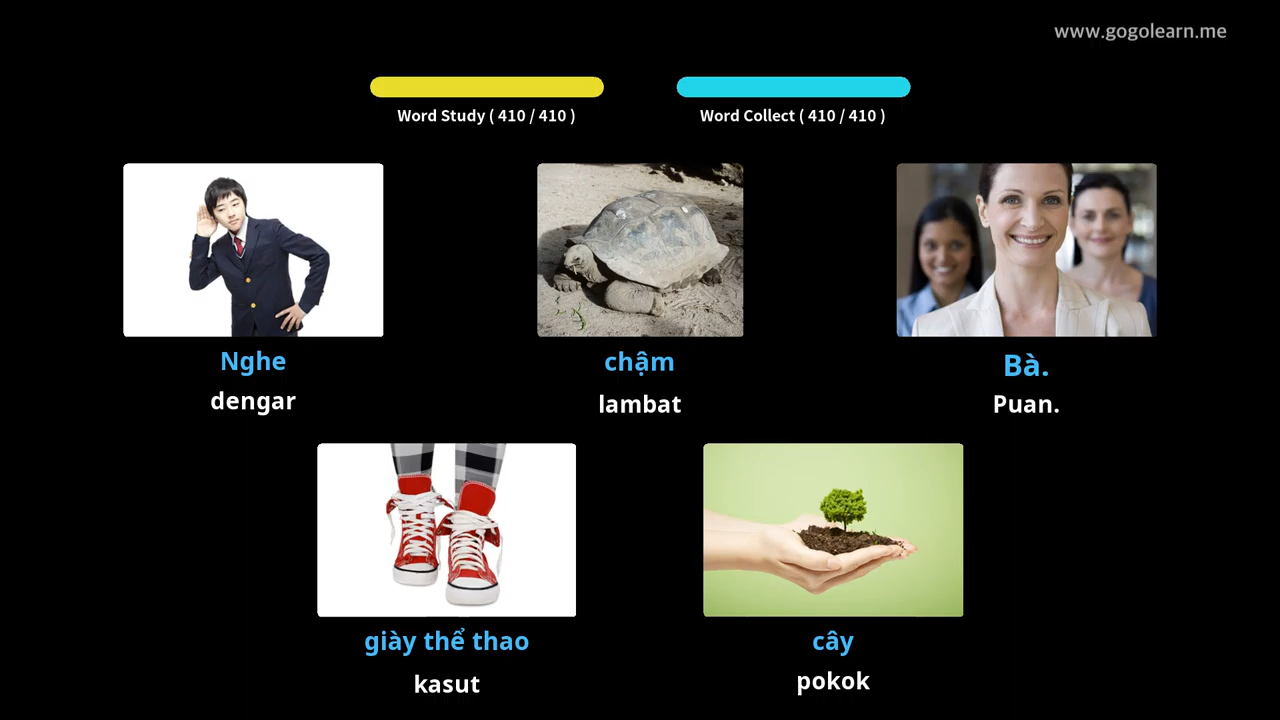 www.gogolearn.me
Word Study ( 410 / 410 )
Word Collect ( 410 / 410 )
Nghe
dengar
chậm
lambat
Bà.
Puan.
giày thể thao
kasut
cây
pokok